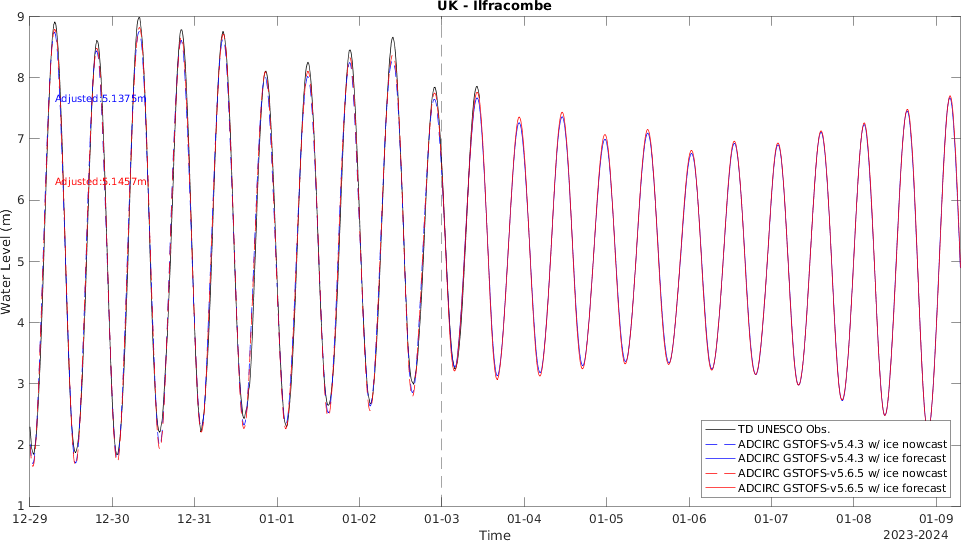 UK - Ilfracombe
9
8
7
6
5
4
3
2
1
Water Level (m)
Adjusted:5.1375m
Adjusted:5.1457m
TD UNESCO Obs.
ADCIRC GSTOFS-v5.4.3 w/ ice nowcast
ADCIRC GSTOFS-v5.4.3 w/ ice forecast
ADCIRC GSTOFS-v5.6.5 w/ ice nowcast
ADCIRC GSTOFS-v5.6.5 w/ ice forecast
12-29 12-30 12-31 01-01 01-02 01-03 01-04 01-05 01-06 01-07 01-08 01-09
Time
2023-2024